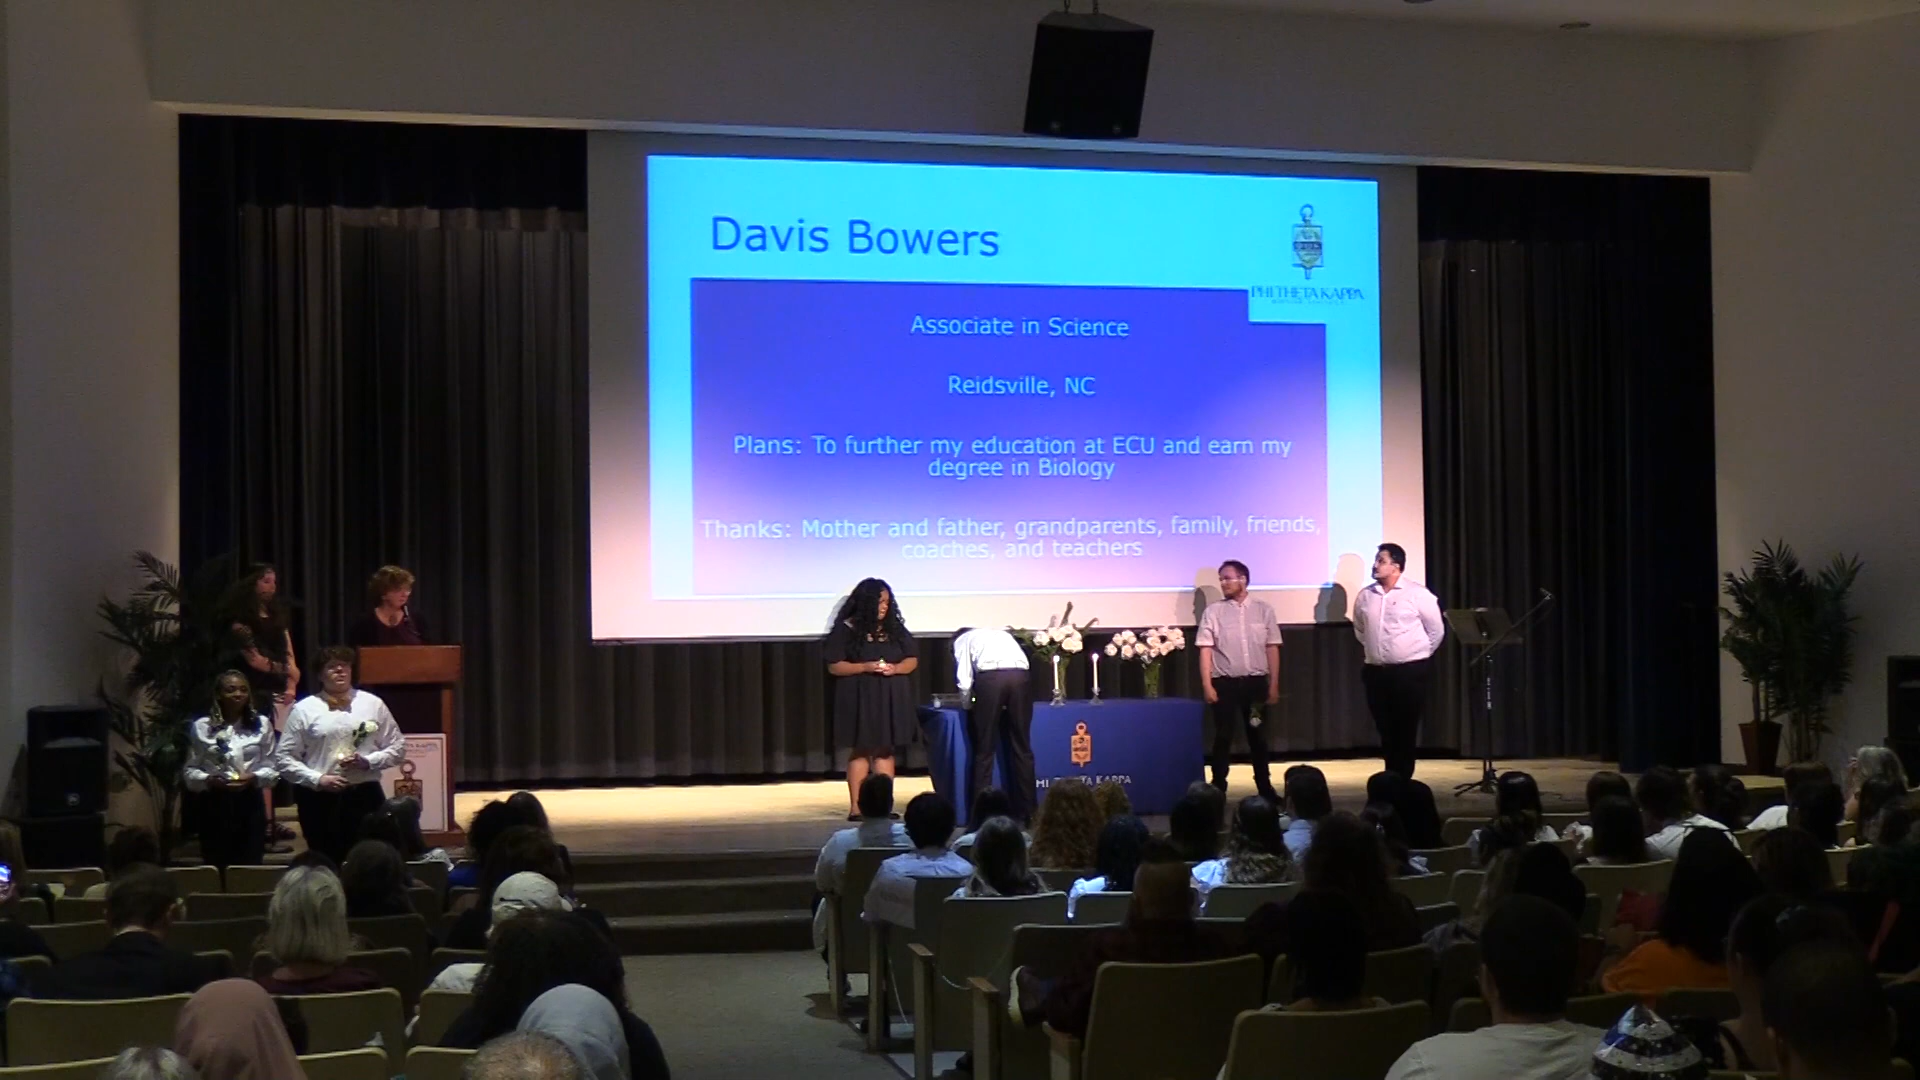 Davis Bowers
PHI THETA KAPPA
Associate in Science
Reidsville, NC
Plans: To further my education at ECU and earn my
degree in Biology
Thanks: Mother and father, grandparents, family, friends,
coaches, and teachers
PHI THETA KAPPA